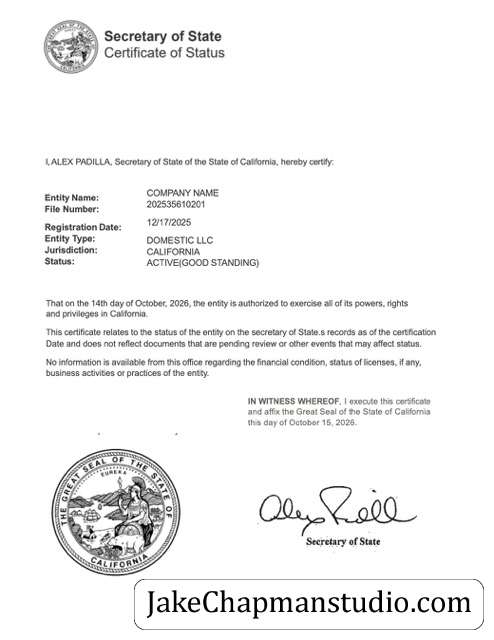 Secretary of State
Certificate of Status
I, ALEX PADILLA, Secretary of State of the State of California, hereby certify:
Entity Name: COMPANY NAME
File Number: 202535610201
Registration Date: 12/17/2025
Entity Type: DOMESTIC LLC
Jurisdiction: CALIFORNIA
Status: ACTIVE(GOOD STANDING)
That on the 14th day of October, 2026, the entity is authorized to exercise all of its powers, rights
and privileges in California.
This certificate relates to the status of the entity on the secretary of State.s records as of the certification
Date and does not reflect documents that are pending review or other events that may affect status.
No information is available from this office regarding the financial condition, status of licenses, if any,
business activities or practices of the entity.
IN WITNESS WHEREOF, I execute this certificate
and affix the Great Seal of the State of California
this day of October 15, 2026.
THE GREAT SEAL OF THE STATE OF CALIFORNIA
EUREKA
Secretary of State
JakeChapmanstudio.com